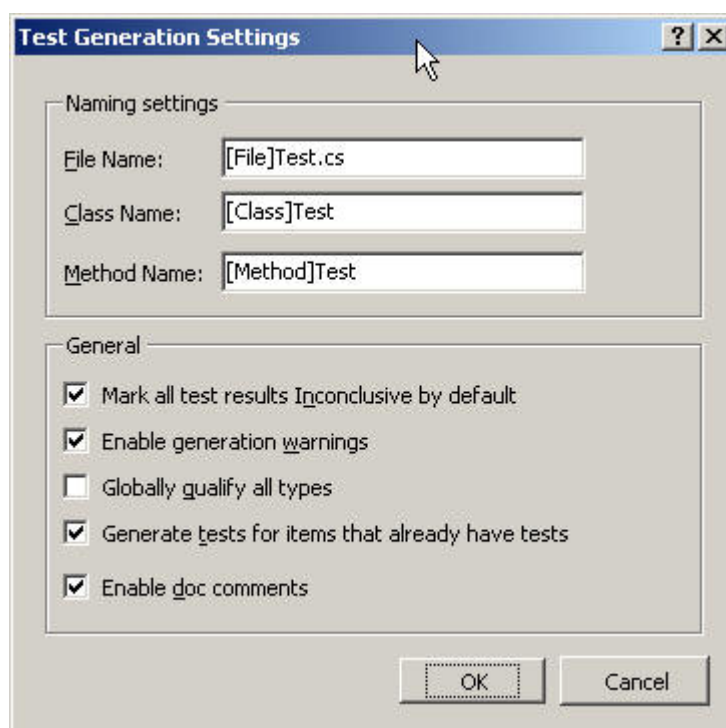 Test Generation Settings
Naming settings
File Name: [File]Test.cs
Class Name: [Class]Test
Method Name: [Method]Test
General
Mark all test results Inconclusive by default
Enable generation warnings
Globally qualify all types
Generate tests for items that already have tests
Enable doc comments
OK Cancel